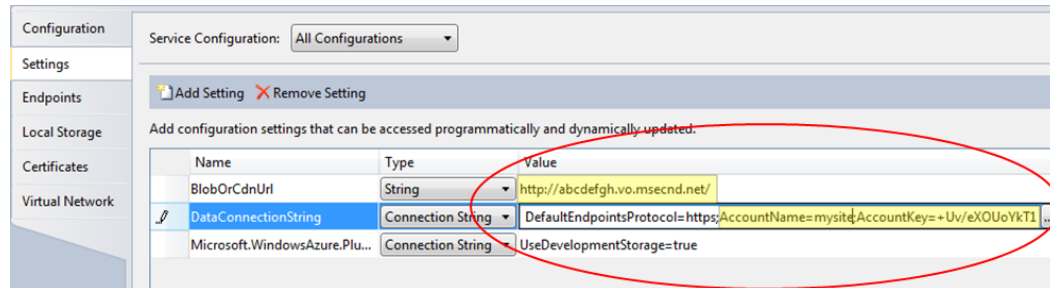 Configuration
Settings
Endpoints
Local Storage
Certificates
Virtual Network
Service Configuration: All Configurations
Add Setting Remove Setting
Add configuration settings that can be accessed programmatically and dynamically updated.
Name Type Value
BlobOrCdnUrl String http://abcdefgh.vo.msecnd.net/
DataConnectionString Connection String DefaultEndpointsProtocol=https;AccountName=mysite;AccountKey=+Uv/eXOUoYkT1 ...
Microsoft.WindowsAzure.Plu... Connection String UseDevelopmentStorage=true